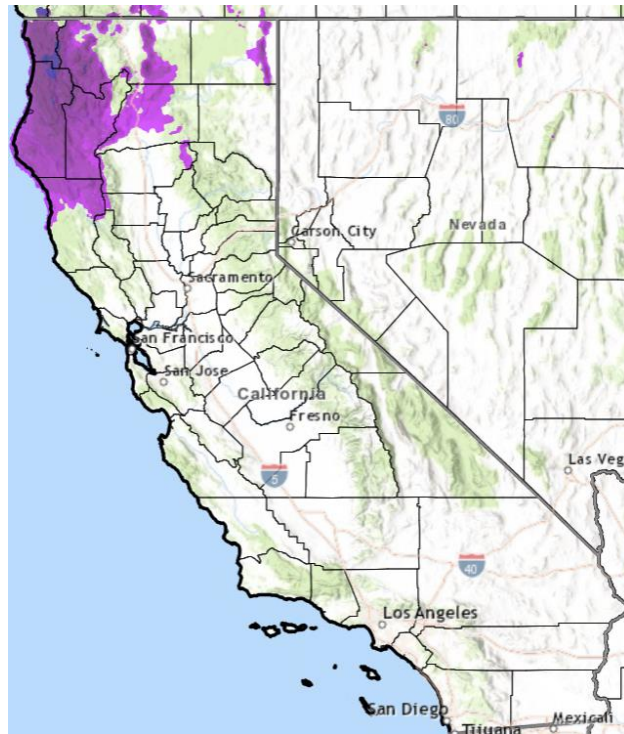 80
Nevada
Carson City
Sacramento
San Francisco
San Jose
California
Fresno
Las Veg
5
40
Los Angeles
San Diego
Tijuana
Mexicali